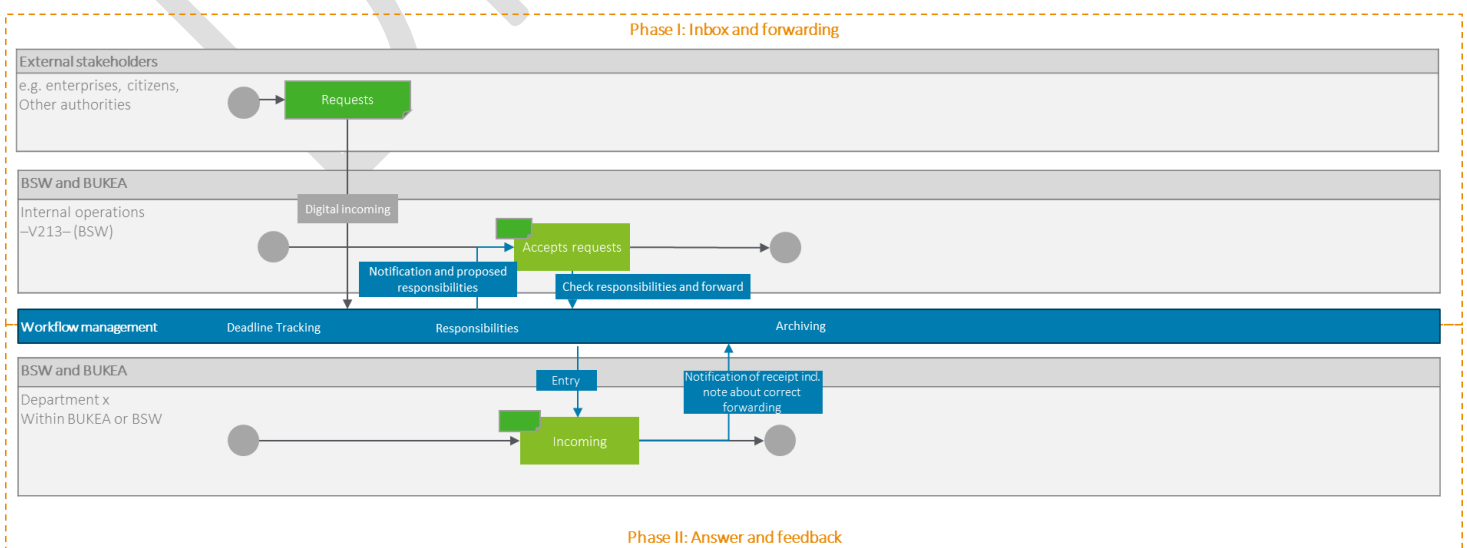 Phase I: Inbox and forwarding
External stakeholders
e.g. enterprises, citizens,
Other authorities
Requests
BSW and BUKEA
Internal operations
–V213– (BSW)
Digital incoming
Accepts requests
Notification and proposed
responsibilities
Check responsibilities and forward
Workflow management
Deadline Tracking
Responsibilities
Archiving
BSW and BUKEA
Department x
Within BUKEA or BSW
Entry
Notification of receipt incl.
note about correct
forwarding
Incoming
Phase II: Answer and feedback